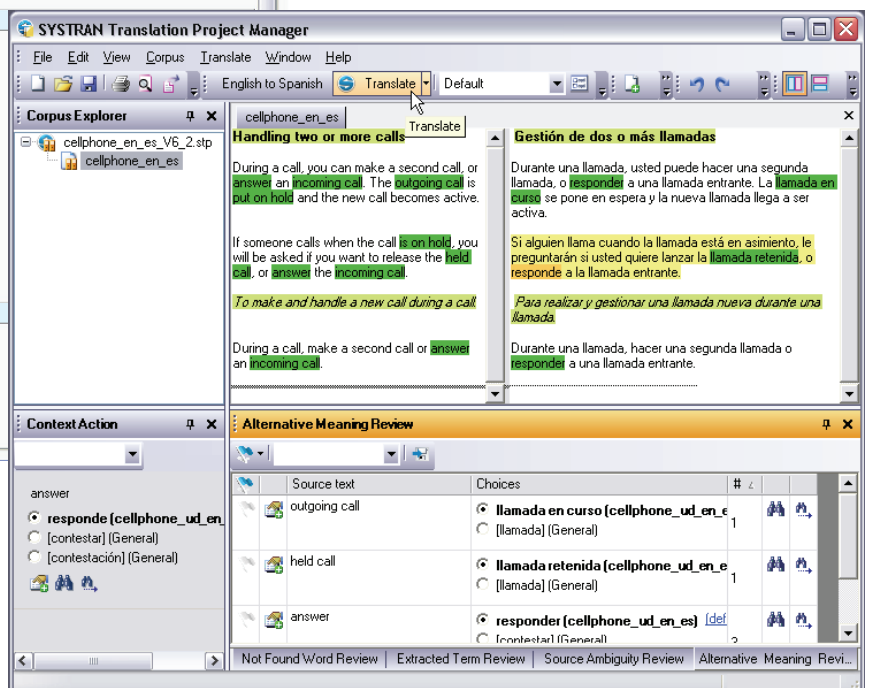 SYSTRAN Translation Project Manager
File Edit View Corpus Translate Window Help
English to Spanish Translate Default
Translate
Corpus Explorer
cellphone_en_es_V6_2.stp
cellphone_en_es
cellphone_en_es
Handling two or more calls
During a call, you can make a second call, or
answer an incoming call. The outgoing call is
put on hold and the new call becomes active.
If someone calls when the call is on hold, you
will be asked if you want to release the held
call, or answer the incoming call.
To make and handle a new call during a call.
During a call, make a second call or answer
an incoming call.
Gestión de dos o más llamadas
Durante una llamada, usted puede hacer una segunda
llamada, o responder a una llamada entrante. La llamada en
curso se pone en espera y la nueva llamada llega a ser
activa.
Si alguien llama cuando la llamada está en asimiento, le
preguntarán si usted quiere lanzar la llamada retenida, o
responde a la llamada entrante.
Para realizar y gestionar una llamada nueva durante una
llamada.
Durante una llamada, hacer una segunda llamada o
responder a una llamada entrante.
Context Action
answer
responde (cellphone_ud_en_
[contestar] (General)
[contestación] (General)
Alternative Meaning Review
Source text Choices #
outgoing call
llamada en curso (cellphone_ud_en_e
[llamada] (General)
1
held call
llamada retenida (cellphone_ud_en_e
[llamada] (General)
1
answer
responder (cellphone_ud_en_es) [def
[contestar] (General)
Not Found Word Review Extracted Term Review Source Ambiguity Review Alternative Meaning Revi...